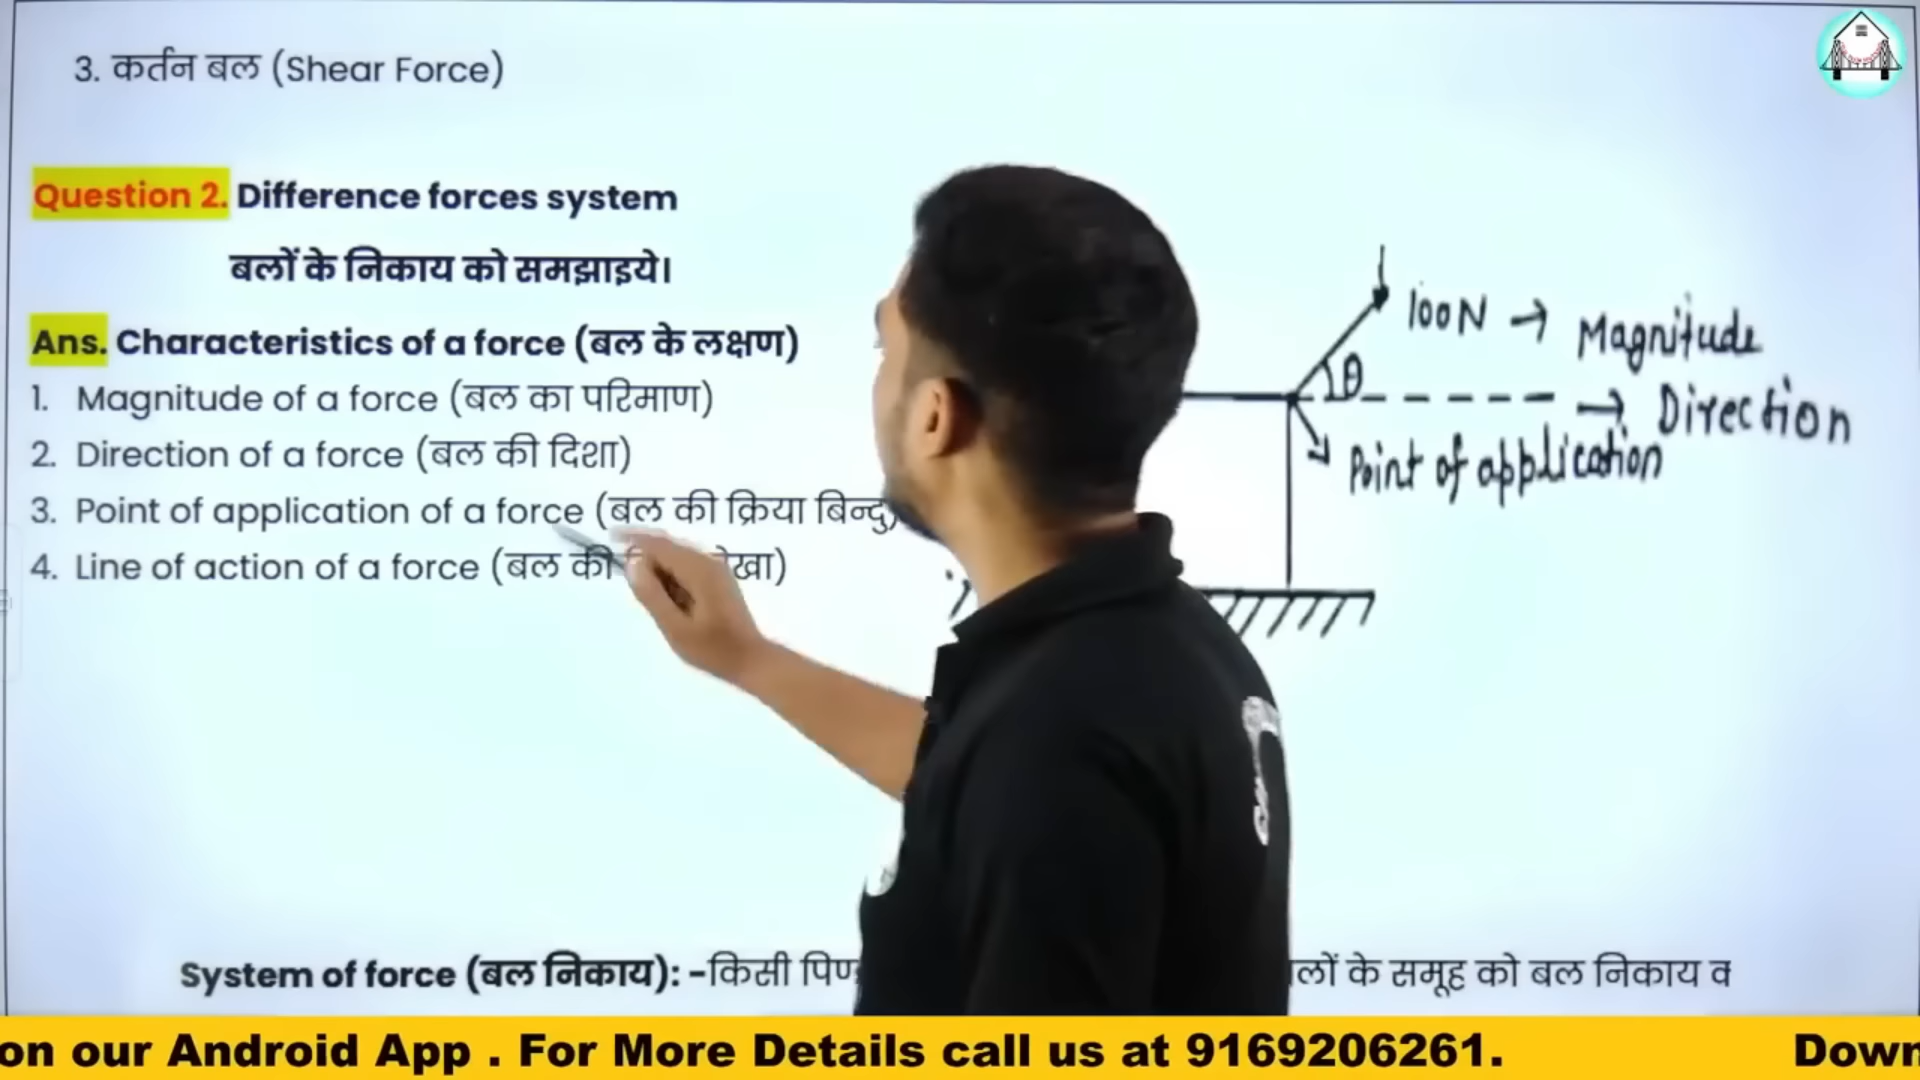 3. कर्तन बल (Shear Force)
Question 2. Difference forces system
बलों के निकाय को समझाइये।
Ans. Characteristics of a force (बल के लक्षण)
1. Magnitude of a force (बल का परिमाण)
2. Direction of a force (बल की दिशा)
3. Point of application of a force (बल की क्रिया बिन्दु)
4. Line of action of a force (बल की
100N → Magnitude
θ
→ Direction
Point of application
System of force (बल निकाय): -किसी के समूह को बल निकाय
on our Android App . For More Details call us at 9169206261.
Down